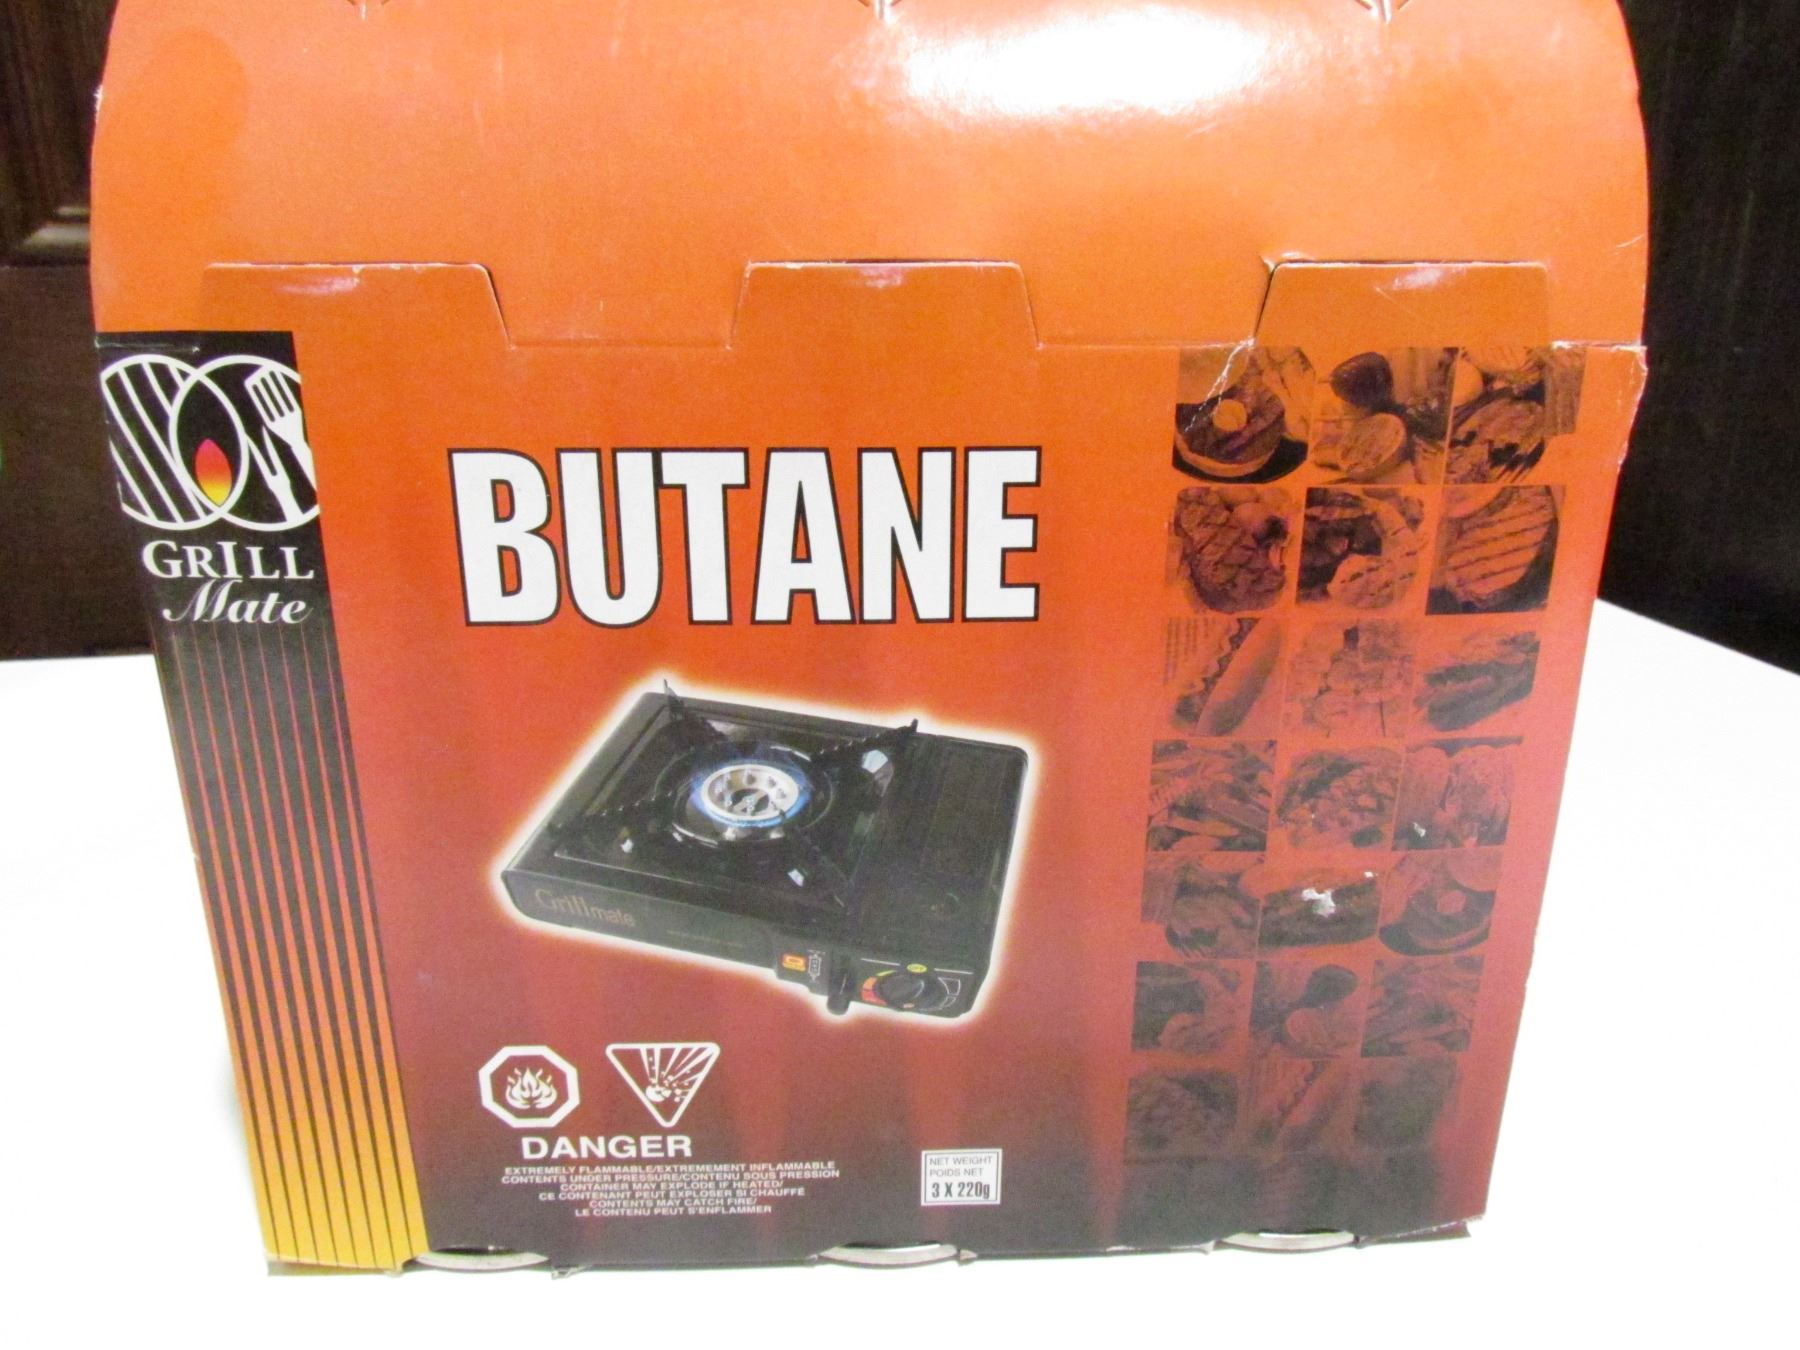 GRILL
Mate
BUTANE
Grillmate
DANGER
EXTREMELY FLAMMABLE/EXTREMEMENT INFLAMMABLE
CONTENTS UNDER PRESSURE/CONTENU SOUS PRESSION
CONTAINER MAY EXPLODE IF HEATED/
CE CONTENANT PEUT EXPLOSER SI CHAUFFÉ
CONTENTS MAY CATCH FIRE/
LE CONTENU PEUT S'ENFLAMMER
NET WEIGHT
POIDS NET
3 X 220g